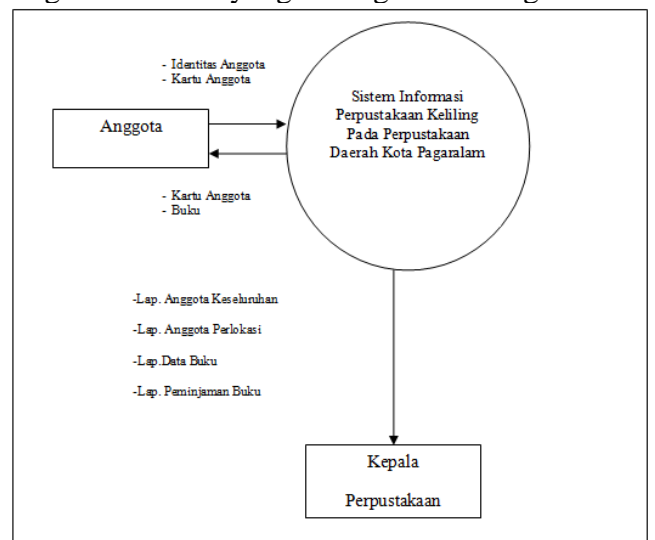 - Identitas Anggota
- Kartu Anggota
Anggota
Sistem Informasi
Perpustakaan Keliling
Pada Perpustakaan
Daerah Kota Pagaralam
- Kartu Anggota
- Buku
-Lap. Anggota Keseluruhan
-Lap. Anggota Perlokasi
-Lap.Data Buku
-Lap. Peminjaman Buku
Kepala
Perpustakaan